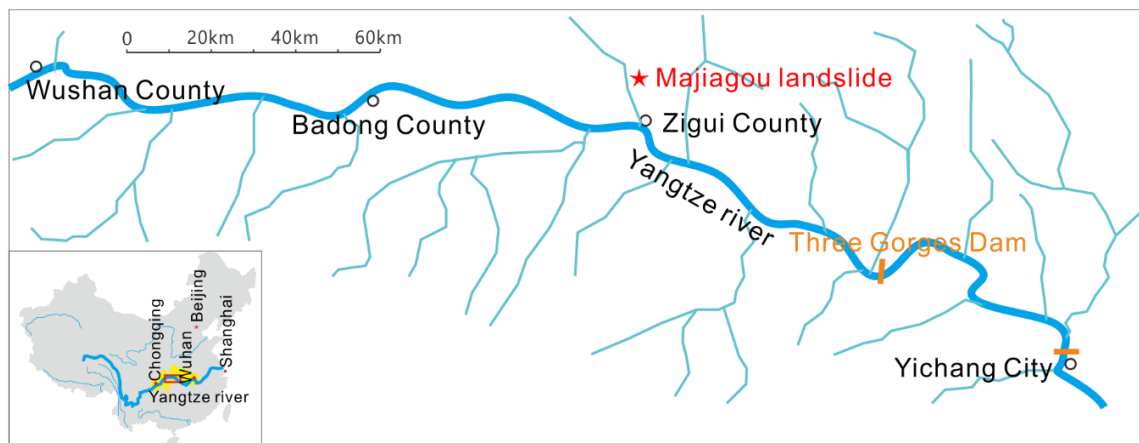 0 20km 40km 60km
Wushan County
Badong County
Majiagou landslide
Zigui County
Yangtze river
Three Gorges Dam
Yichang City
Beijing
Chongqing
Wuhan
Shanghai
Yangtze river